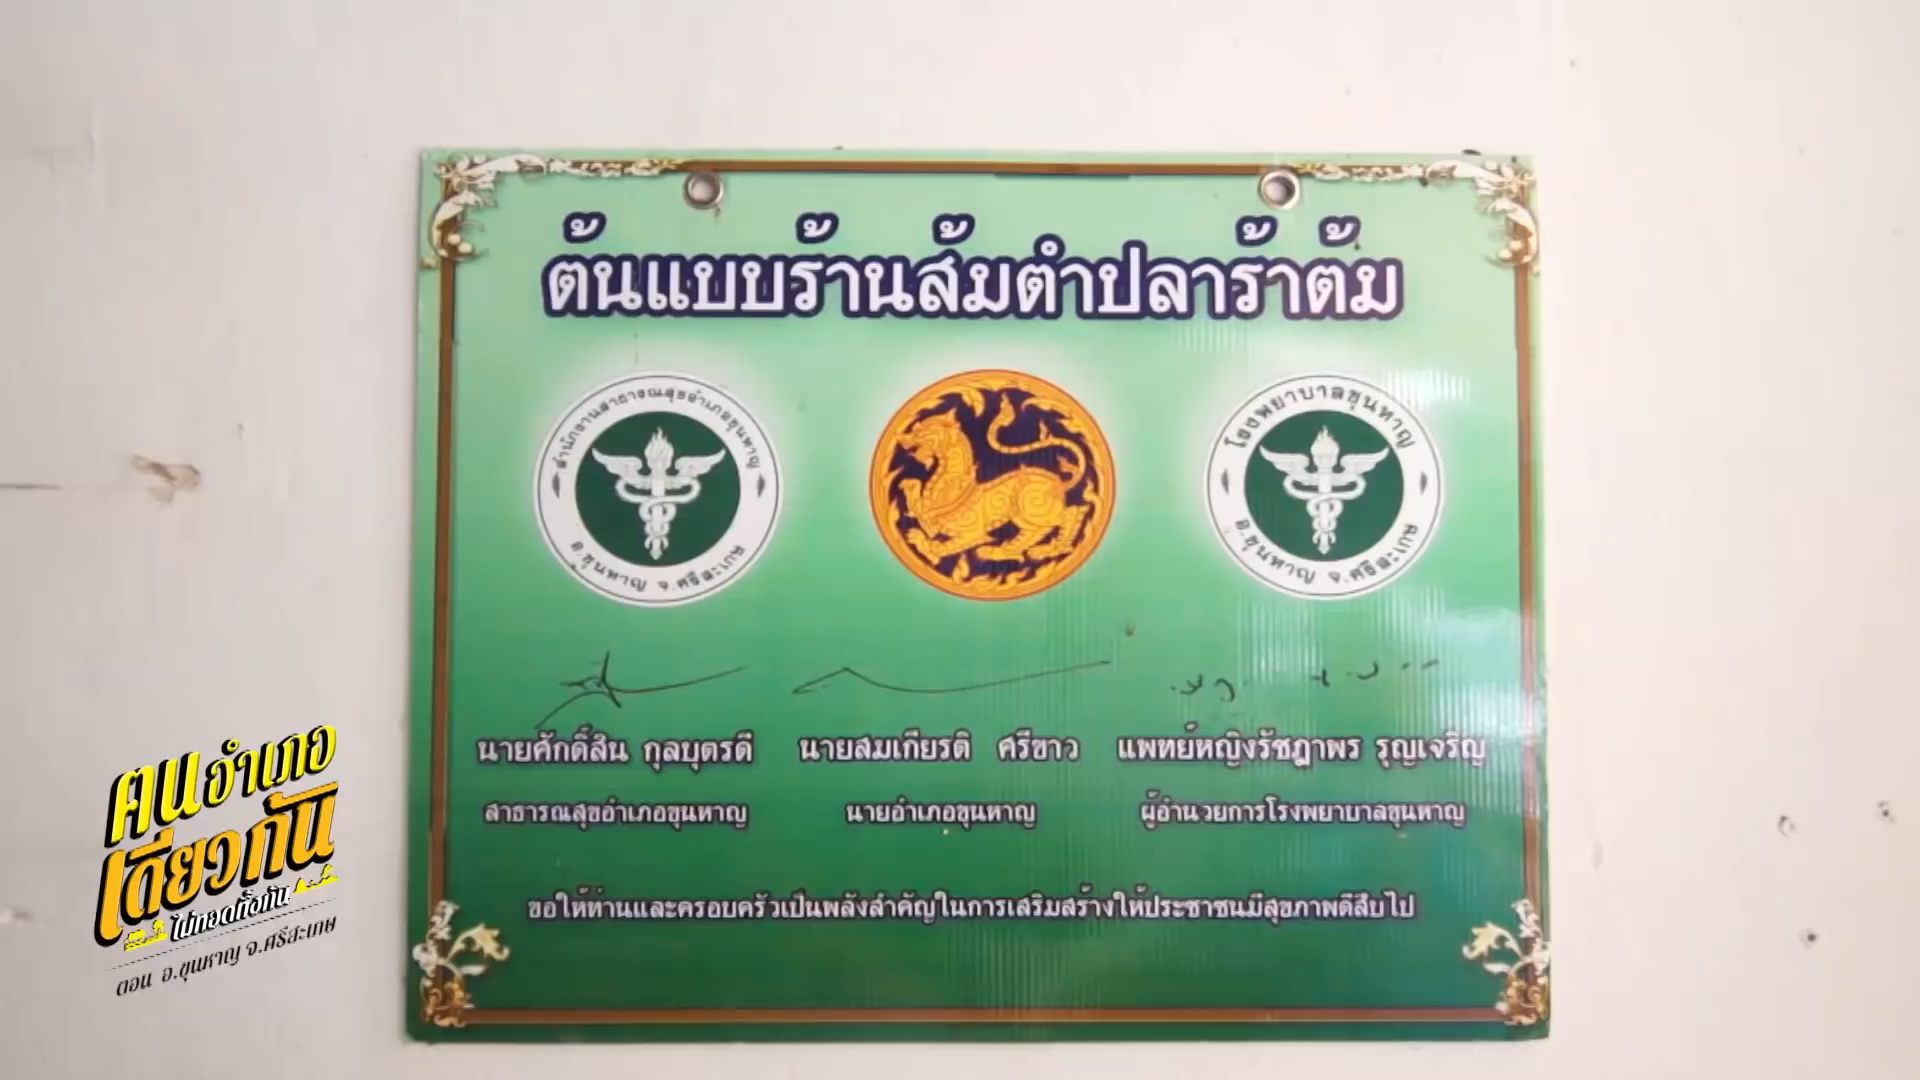 ต้นแบบร้านส้มตำปลาร้าต้ม
สำนักงานสาธารณสุขอำเภอขุนหาญ
อ.ขุนหาญ จ.ศรีสะเกษ
โรงพยาบาลขุนหาญ
อ.ขุนหาญ จ.ศรีสะเกษ
นายศักดิ์สิน กุลบุตรดี
นายสมเกียรติ ศรีขาว
แพทย์หญิงรัชฎาพร รุญเจริญ
สาธารณสุขอำเภอขุนหาญ
นายอำเภอขุนหาญ
ผู้อำนวยการโรงพยาบาลขุนหาญ
ขอให้ท่านและครอบครัวเป็นพลังสำคัญในการเสริมสร้างให้ประชาชนมีสุขภาพดีสืบไป
ฅนอำเภอ
เดียวกัน
ไม่ทอดทิ้งกัน
ตอน อ.ขุนหาญ จ.ศรีสะเกษ